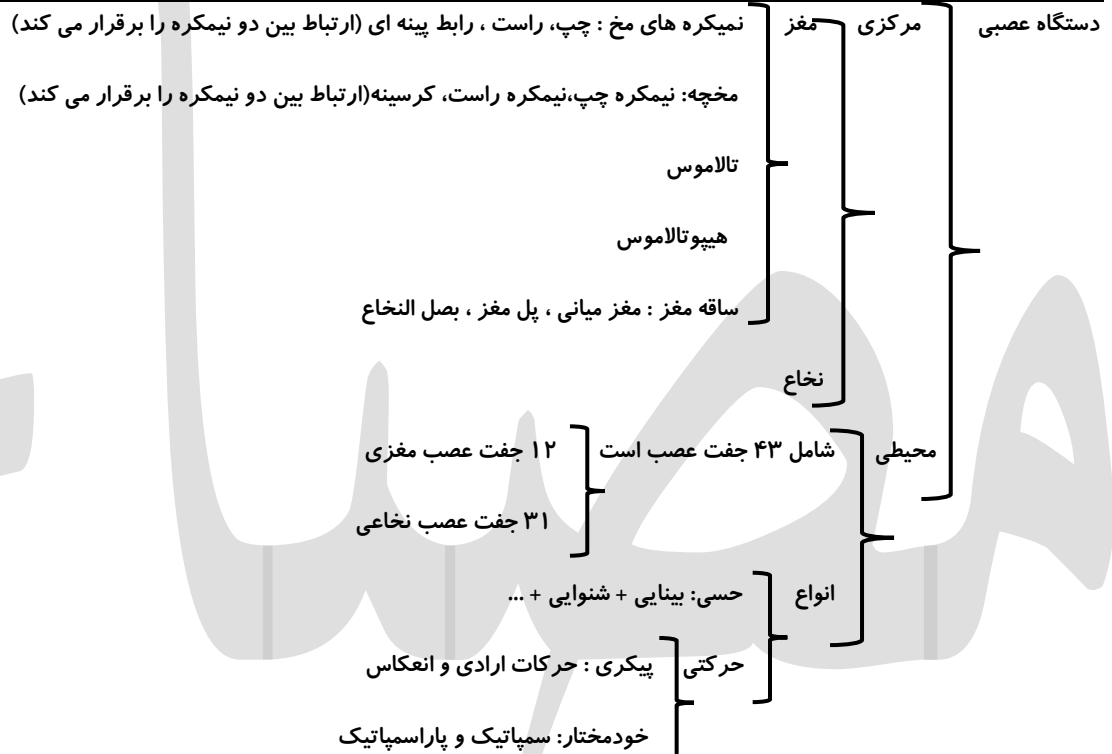 دستگاه عصبی مرکزی مغز نمیکره های مخ : چپ، راست ، رابط پینه ای (ارتباط بین دو نیمکره را برقرار می کند)
مخچه: نیمکره چپ،نیمکره راست، کرسینه(ارتباط بین دو نیمکره را برقرار می کند)
تالاموس
هیپوتالاموس
ساقه مغز : مغز میانی ، پل مغز ، بصل النخاع
نخاع
محیطی شامل ۴۳ جفت عصب است ۱۲ جفت عصب مغزی
۳۱ جفت عصب نخاعی
انواع حسی: بینایی + شنوایی + ...
حرکتی پیکری : حرکات ارادی و انعکاس
خودمختار: سمپاتیک و پاراسمپاتیک